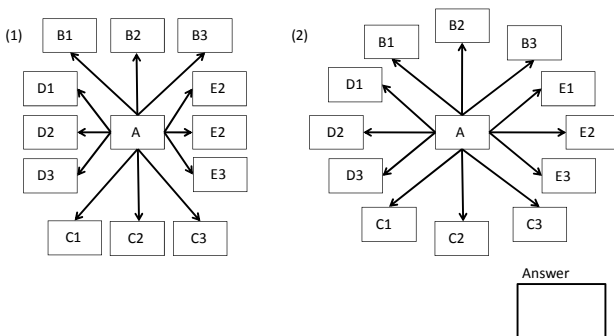 (1)
B1 B2 B3
D1 E2
D2 A E2
D3 E3
C1 C2 C3
(2)
B1 B2 B3
D1 E1
D2 A E2
D3 E3
C1 C2 C3
Answer